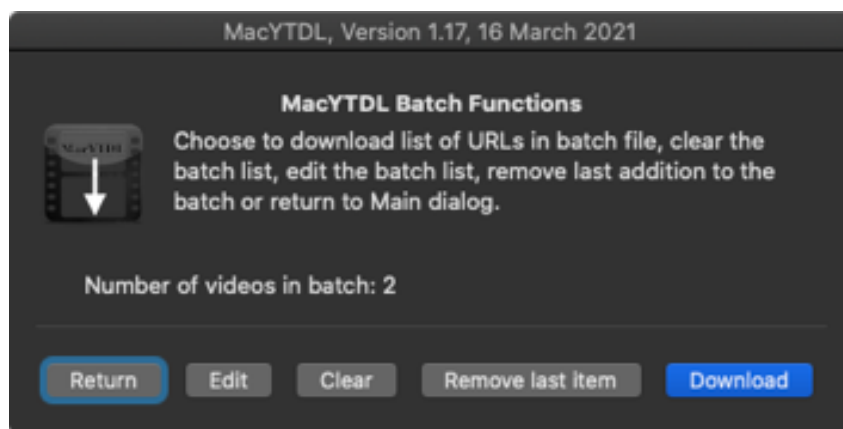 MacYTDL, Version 1.17, 16 March 2021
MacYTDL Batch Functions
Choose to download list of URLs in batch file, clear the
batch list, edit the batch list, remove last addition to the
batch or return to Main dialog.
MacYTDL
Number of videos in batch: 2
Return Edit Clear Remove last item Download